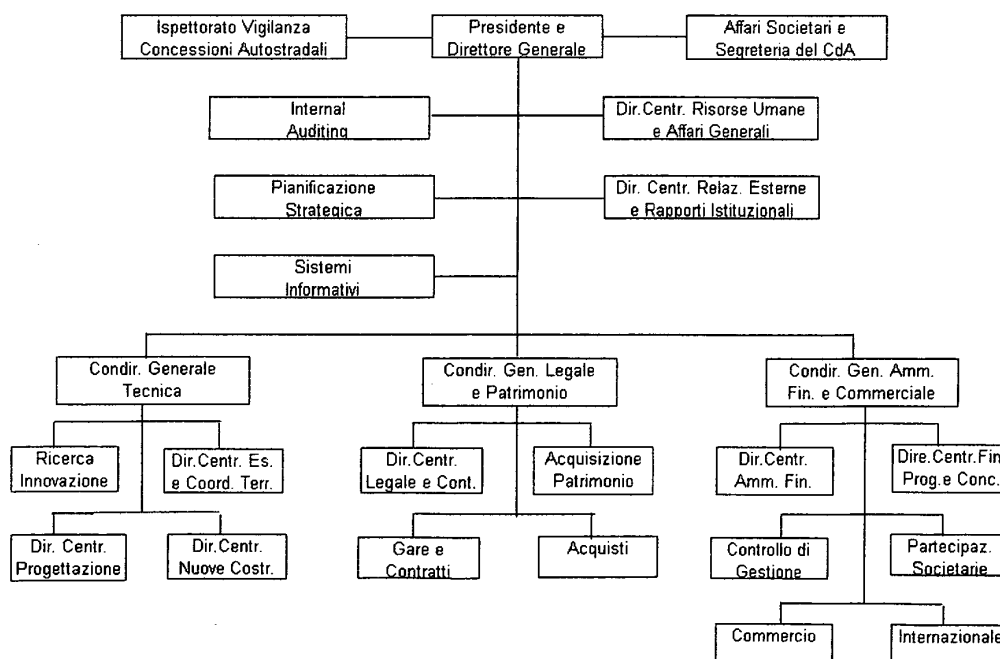 Ispettorato Vigilanza
Concessioni Autostradali
Presidente e
Direttore Generale
Affari Societari e
Segreteria del CdA
Internal
Auditing
Dir.Centr. Risorse Umane
e Affari Generali
Pianificazione
Strategica
Dir. Centr. Relaz. Esterne
e Rapporti Istituzionali
Sistemi
Informativi
Condir. Generale
Tecnica
Condir. Gen. Legale
e Patrimonio
Condir. Gen. Amm.
Fin. e Commerciale
Ricerca
Innovazione
Dir.Centr. Es.
e Coord. Terr.
Dir.Centr.
Legale e Cont.
Acquisizione
Patrimonio
Dir.Centr.
Amm. Fin.
Dire.Centr.Fin
Prog.e Conc.
Dir. Centr.
Progettazione
Dir.Centr.
Nuove Costr.
Gare e
Contratti
Acquisti
Controllo di
Gestione
Partecipaz.
Societarie
Commercio
Internazionale